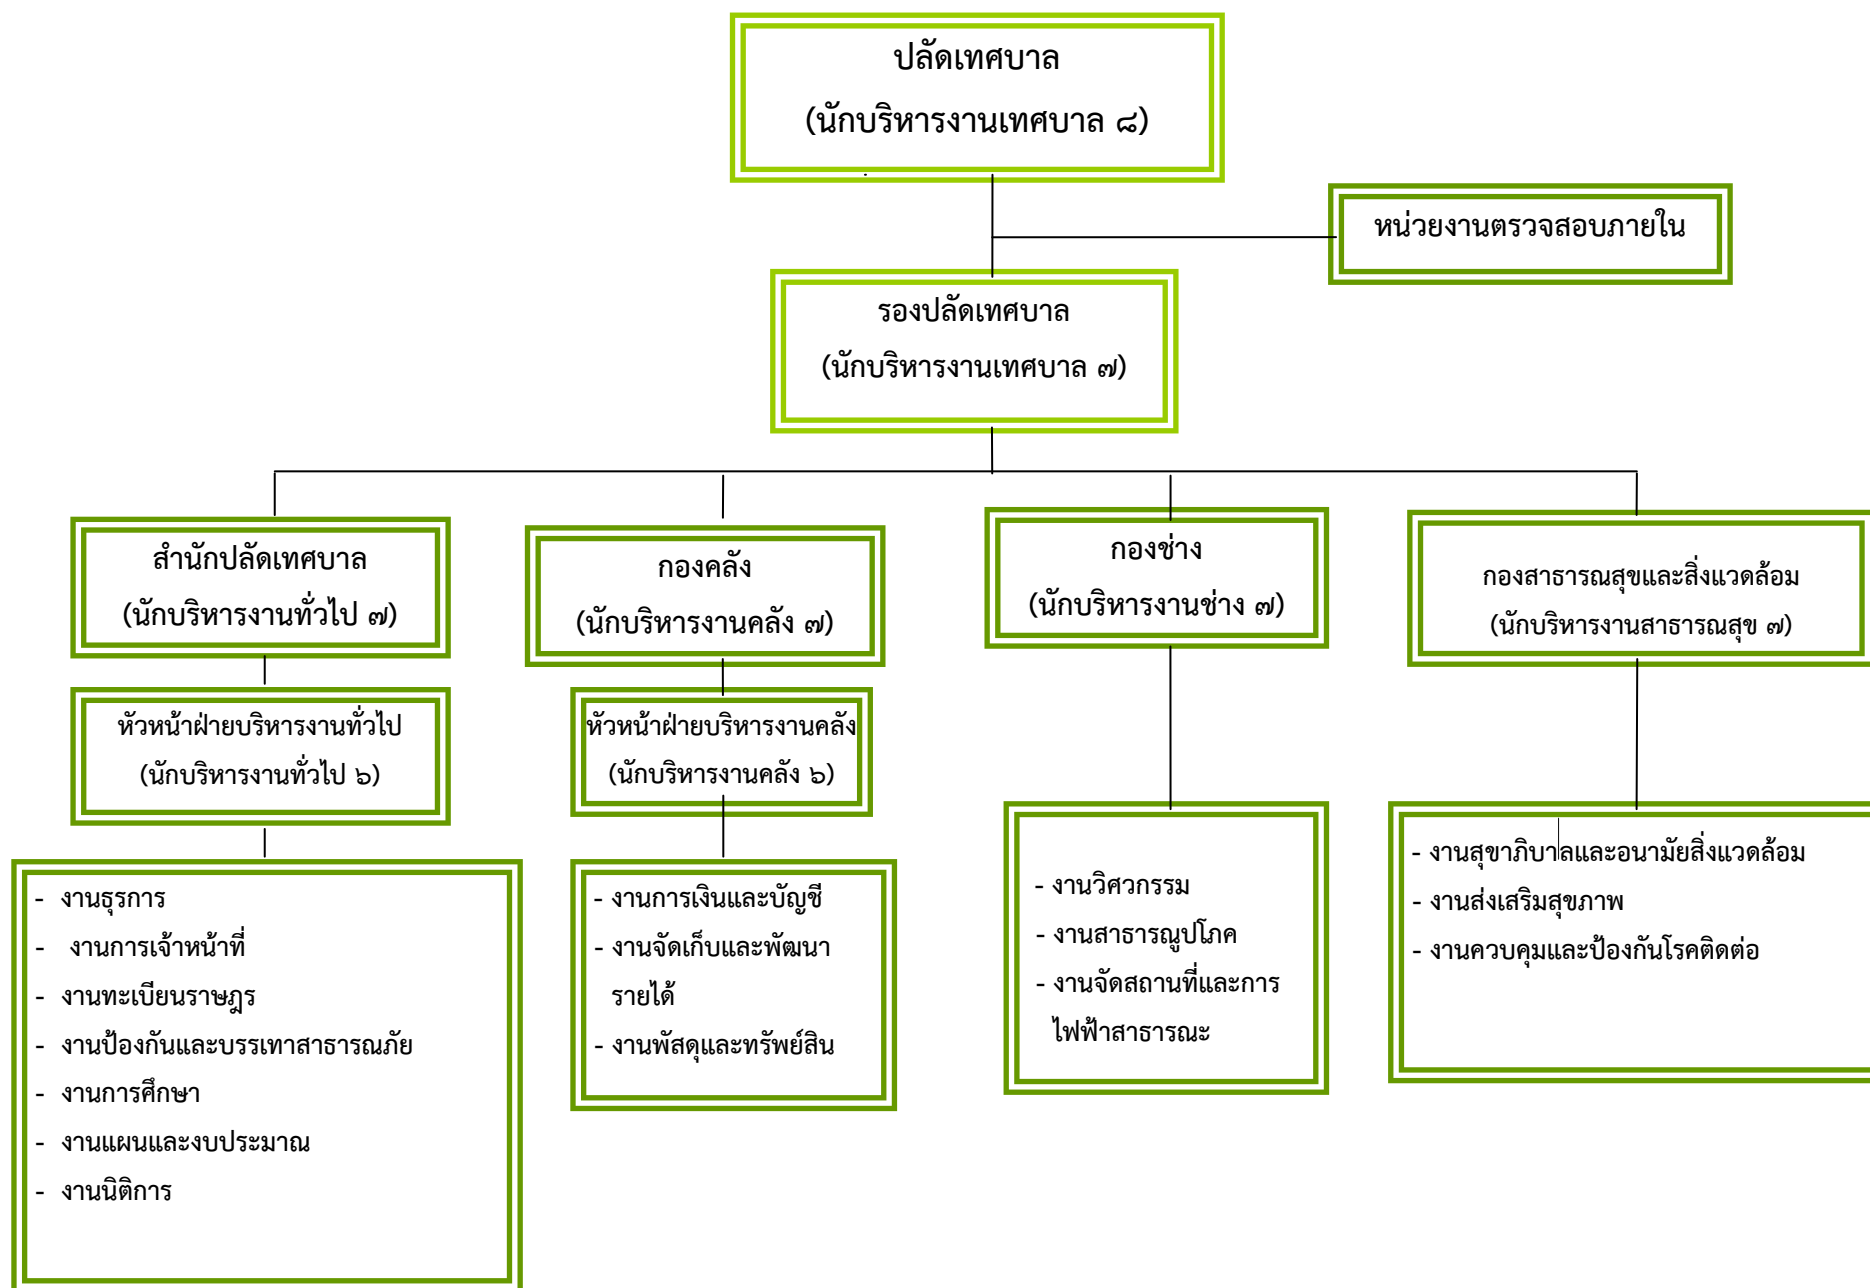 ปลัดเทศบาล
(นักบริหารงานเทศบาล ๘)
หน่วยงานตรวจสอบภายใน
รองปลัดเทศบาล
(นักบริหารงานเทศบาล ๗)
สำนักปลัดเทศบาล
(นักบริหารงานทั่วไป ๗)
กองคลัง
(นักบริหารงานคลัง ๗)
กองช่าง
(นักบริหารงานช่าง ๗)
กองสาธารณสุขและสิ่งแวดล้อม
(นักบริหารงานสาธารณสุข ๗)
หัวหน้าฝ่ายบริหารงานทั่วไป
(นักบริหารงานทั่วไป ๖)
หัวหน้าฝ่ายบริหารงานคลัง
(นักบริหารงานคลัง ๖)
- งานธุรการ
- งานการเจ้าหน้าที่
- งานทะเบียนราษฎร
- งานป้องกันและบรรเทาสาธารณภัย
- งานการศึกษา
- งานแผนและงบประมาณ
- งานนิติการ
- งานการเงินและบัญชี
- งานจัดเก็บและพัฒนา
รายได้
- งานพัสดุและทรัพย์สิน
- งานวิศวกรรม
- งานสาธารณูปโภค
- งานจัดสถานที่และการ
ไฟฟ้าสาธารณะ
- งานสุขาภิบาลและอนามัยสิ่งแวดล้อม
- งานส่งเสริมสุขภาพ
- งานควบคุมและป้องกันโรคติดต่อ